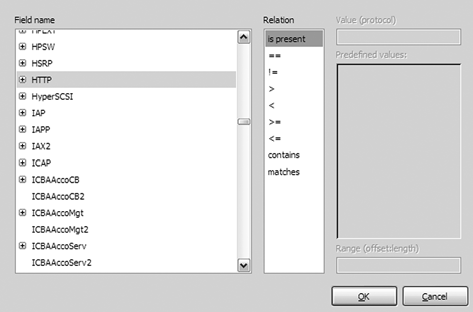 Field name
HPEXT
HPSW
HSRP
HTTP
HyperSCSI
IAP
IAPP
IAX2
ICAP
ICBAAccoCB
ICBAAccoCB2
ICBAAccoMgt
ICBAAccoMgt2
ICBAAccoServ
ICBAAccoServ2
Relation
is present
==
!=
>
<
>=
<=
contains
matches
Value (protocol)
Predefined values:
Range (offset:length)
OK
Cancel